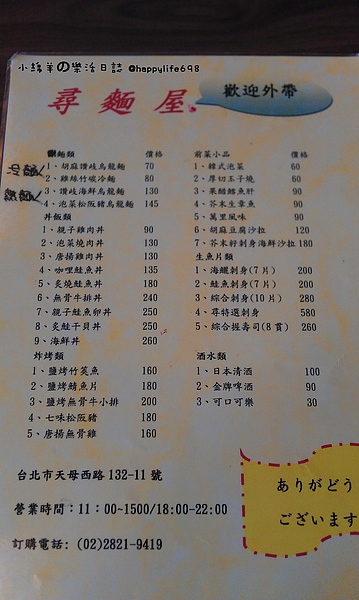 小綿羊の樂活日誌 @happylife698
尋麵屋
歡迎外帶
麵類 價格
1、胡麻讚岐烏龍麵 70
2、雞絲竹碳冷麵 80
3、讚岐海鮮烏龍麵 130
4、泡菜松阪豬烏龍麵 145
丼飯類
1、親子雞肉丼 90
2、泡菜燒肉丼 130
3、唐揚雞肉丼 130
4、咖哩鮭魚丼 135
5、炙燒鮭魚丼 180
6、無骨牛排丼 240
7、親子鮭魚卵丼 250
8、炙鮭干貝丼 250
9、海鮮丼 260
炸烤類
1、鹽烤竹筴魚 160
2、鹽烤鯖魚片 180
3、鹽烤無骨牛小排 200
4、七味松阪豬 180
5、唐揚無骨雞 160
前菜小品 價格
1、韓式泡菜 60
2、厚切玉子燒 60
3、果醋鱈魚肝 90
4、芥末生章魚 90
5、萬里風味 90
6、胡麻豆腐沙拉 120
7、芥末籽刺身海鮮沙拉 180
生魚片類
1、海鱺刺身(7片) 200
2、鮭魚刺身(7片) 200
3、綜合刺身(10片) 280
4、尋特選刺身 580
5、綜合握壽司(8貫) 260
酒水類
1、日本清酒 100
2、金牌啤酒 90
3、可口可樂 30
台北市天母西路132-11號
營業時間：11：00~1500/18:00-22:00
訂購電話: (02)2821-9419
ありがどう
ございます